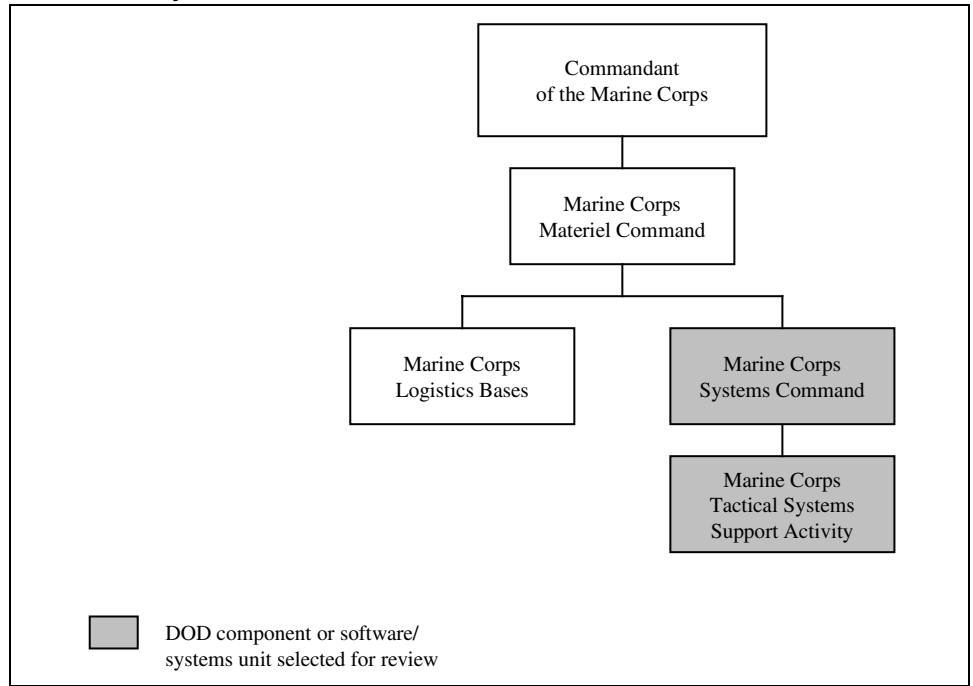 Commandant
of the Marine Corps
Marine Corps
Materiel Command
Marine Corps
Logistics Bases
Marine Corps
Systems Command
Marine Corps
Tactical Systems
Support Activity
DOD component or software/
systems unit selected for review